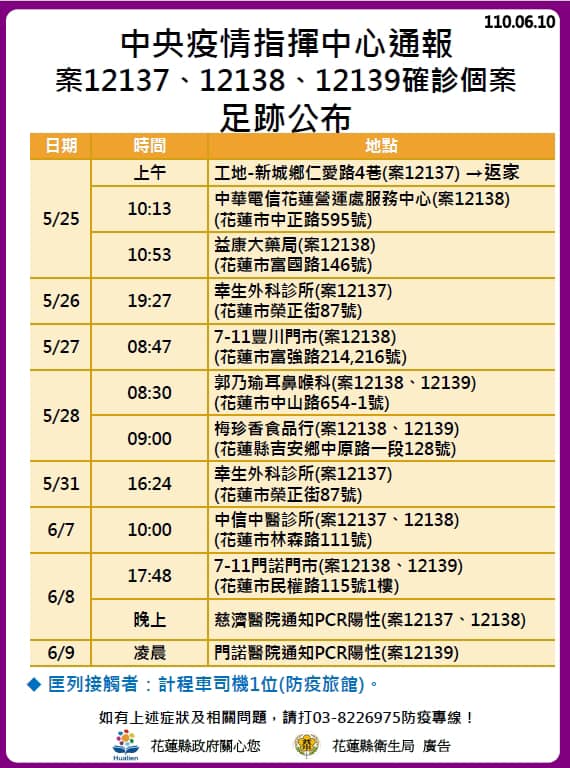 110.06.10
中央疫情指揮中心通報
案12137、12138、12139確診個案
足跡公布
日期 時間 地點
5/25
上午 工地-新城鄉仁愛路4巷(案12137)→返家
10:13 中華電信花蓮營運處服務中心(案12138)
(花蓮市中正路595號)
10:53 益康大藥局(案12138)
(花蓮市富國路146號)
5/26 19:27 幸生外科診所(案12137)
(花蓮市榮正街87號)
5/27 08:47 7-11豐川門市(案12138)
(花蓮市富強路214,216號)
5/28
08:30 郭乃瑜耳鼻喉科(案12138、12139)
(花蓮市中山路654-1號)
09:00 梅珍香食品行(案12138、12139)
(花蓮縣吉安鄉中原路一段128號)
5/31 16:24 幸生外科診所(案12137)
(花蓮市榮正街87號)
6/7 10:00 中信中醫診所(案12137、12138)
(花蓮市林森路111號)
6/8
17:48 7-11門諾門市(案12138、12139)
(花蓮市民權路115號1樓)
晚上 慈濟醫院通知PCR陽性(案12137、12138)
6/9 凌晨 門諾醫院通知PCR陽性(案12139)
◆ 匡列接觸者：計程車司機1位(防疫旅館)。
如有上述症狀及相關問題，請打03-8226975防疫專線！
Hualien 花蓮縣政府關心您 花蓮縣衛生局 廣告